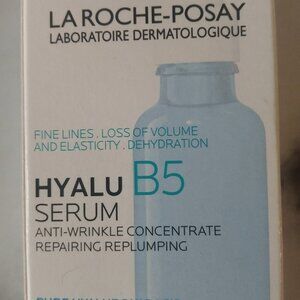 LA ROCHE-POSAY
LABORATOIRE DERMATOLOGIQUE
FINE LINES . LOSS OF VOLUME
AND ELASTICITY . DEHYDRATION
HYALU B5
SERUM
ANTI-WRINKLE CONCENTRATE
REPAIRING REPLUMPING